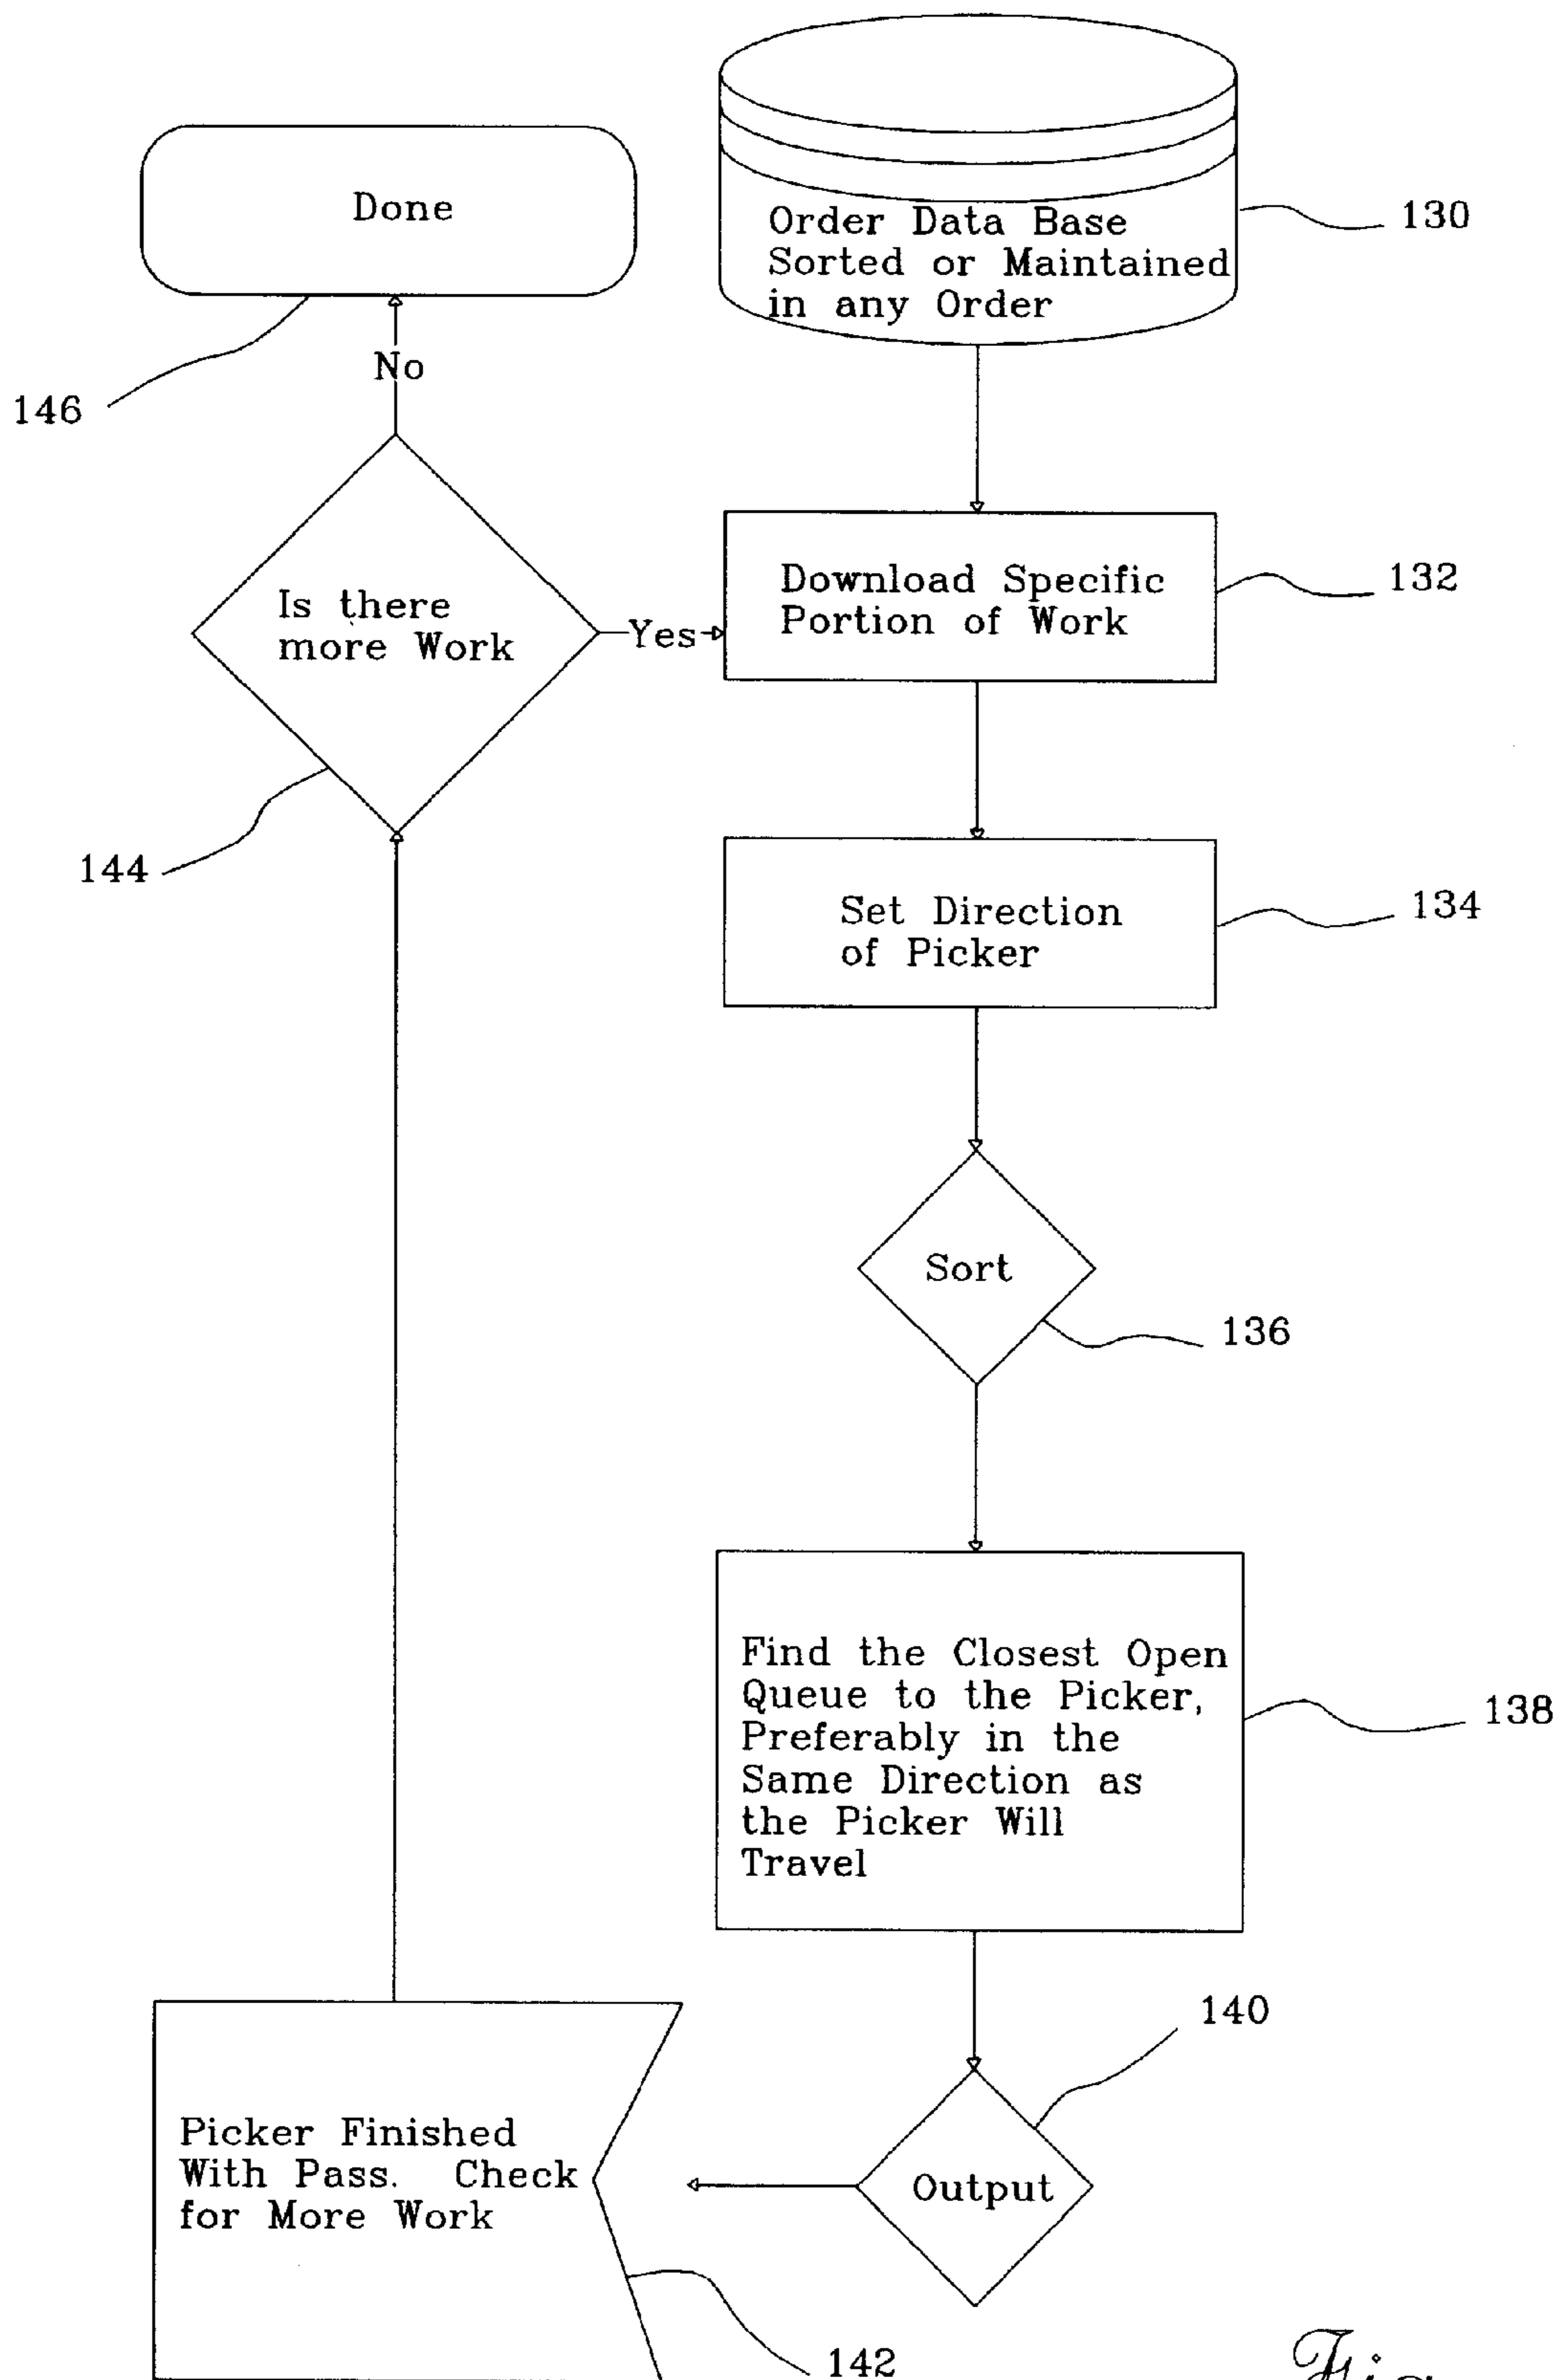 Done
Order Data Base
Sorted or Maintained
in any Order
130
No
146
Is there
more Work
Yes
Download Specific
Portion of Work
132
144
Set Direction
of Picker
134
Sort
136
Find the Closest Open
Queue to the Picker,
Preferably in the
Same Direction as
the Picker Will
Travel
138
140
Output
Picker Finished
With Pass. Check
for More Work
142